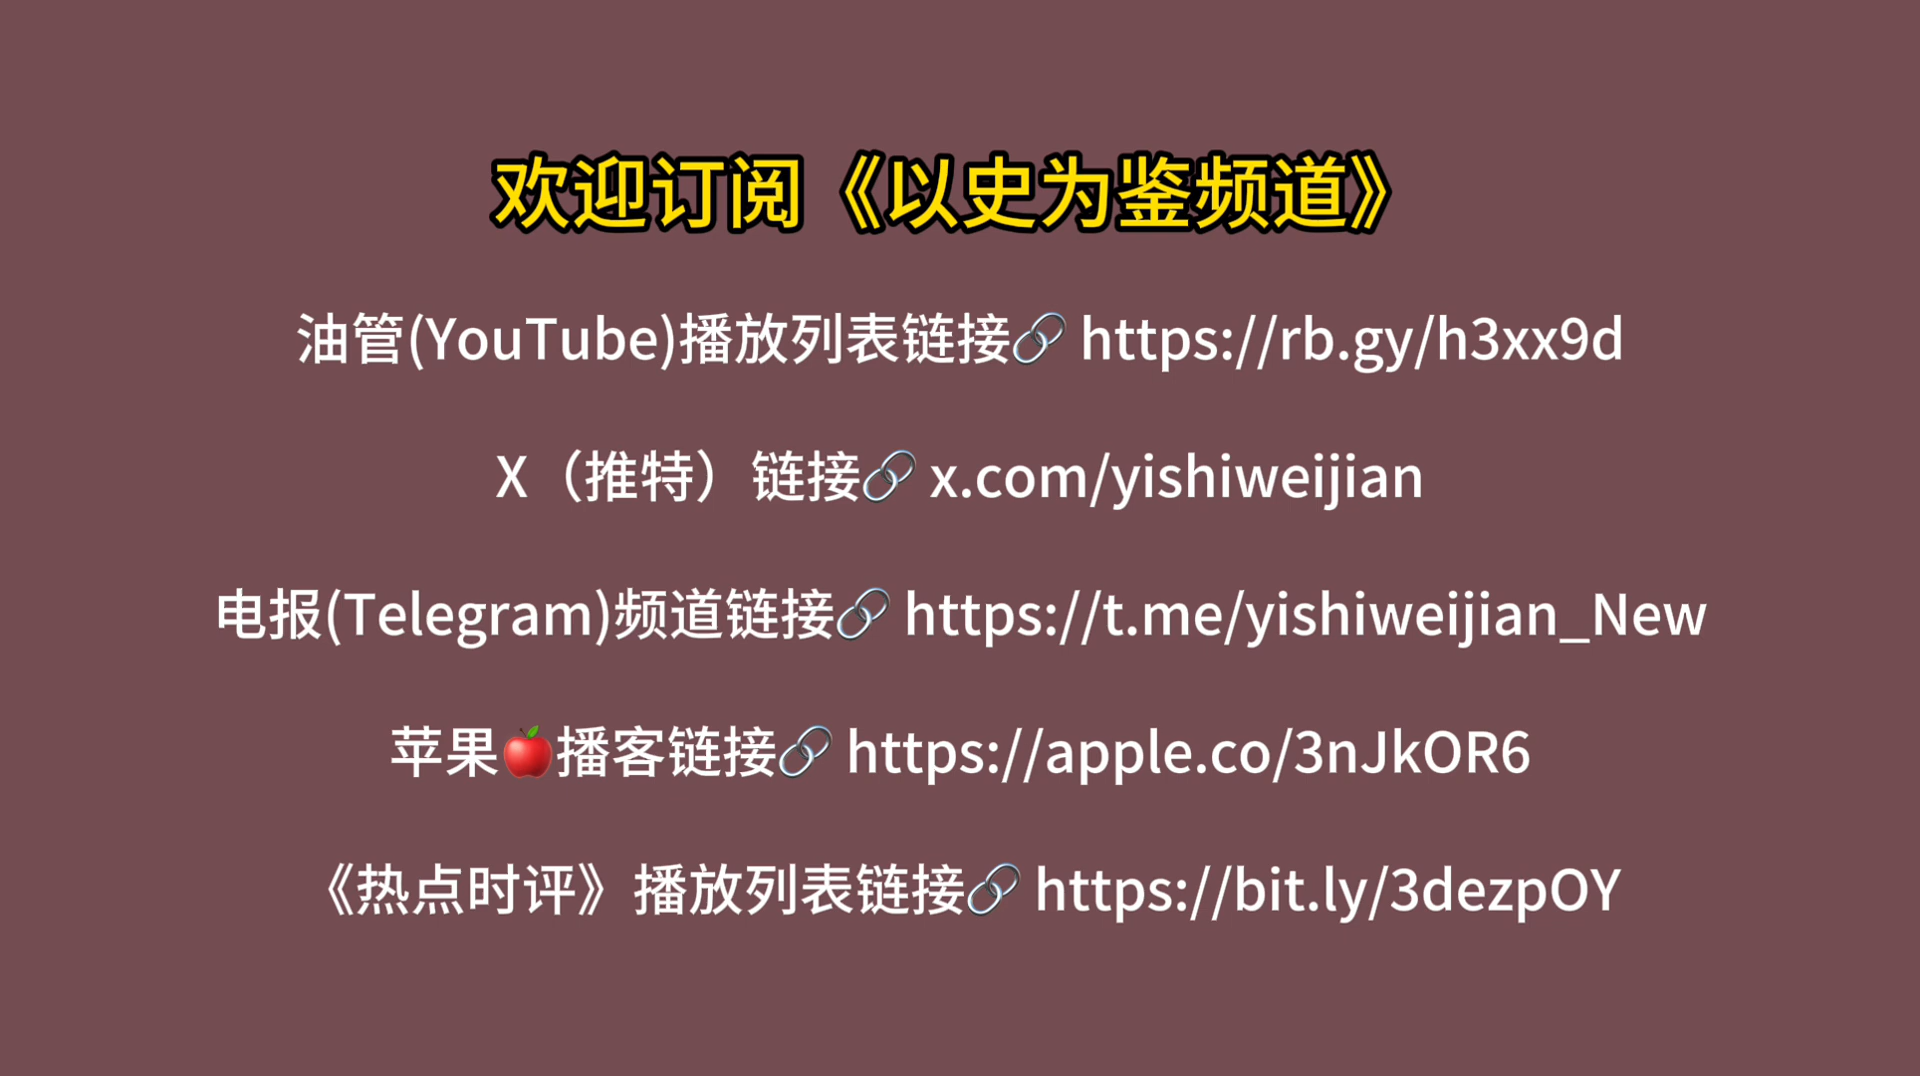 欢迎订阅《以史为鉴频道》
油管(YouTube)播放列表链接🔗 https://rb.gy/h3xx9d
X（推特）链接🔗 x.com/yishiweijian
电报(Telegram)频道链接🔗 https://t.me/yishiweijian_New
苹果🍎播客链接🔗 https://apple.co/3nJkOR6
《热点时评》播放列表链接🔗 https://bit.ly/3dezpOY